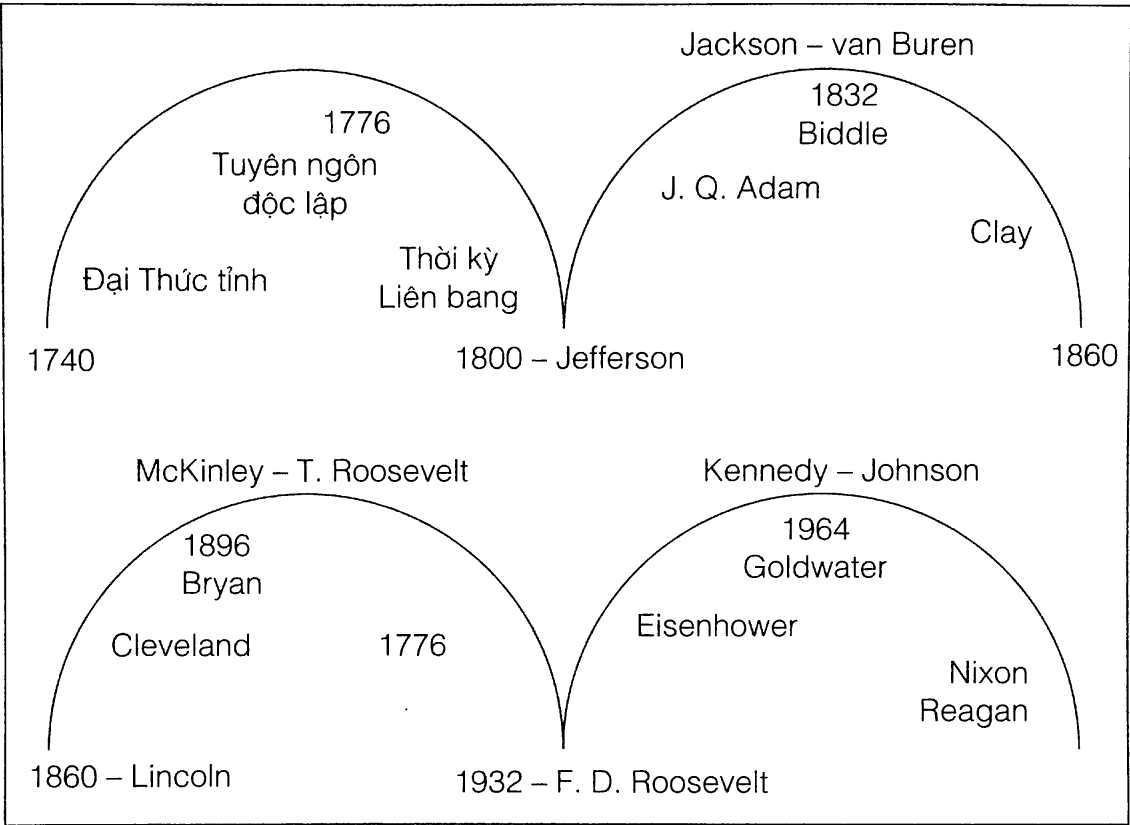 Jackson – van Buren
1776
Tuyên ngôn
độc lập
Đại Thức tỉnh
Thời kỳ
Liên bang
1832
Biddle
J. Q. Adam
Clay
1740
1800 – Jefferson
1860
McKinley – T. Roosevelt
Kennedy – Johnson
1896
Bryan
Cleveland
1776
1964
Goldwater
Eisenhower
Nixon
Reagan
1860 – Lincoln
1932 – F. D. Roosevelt